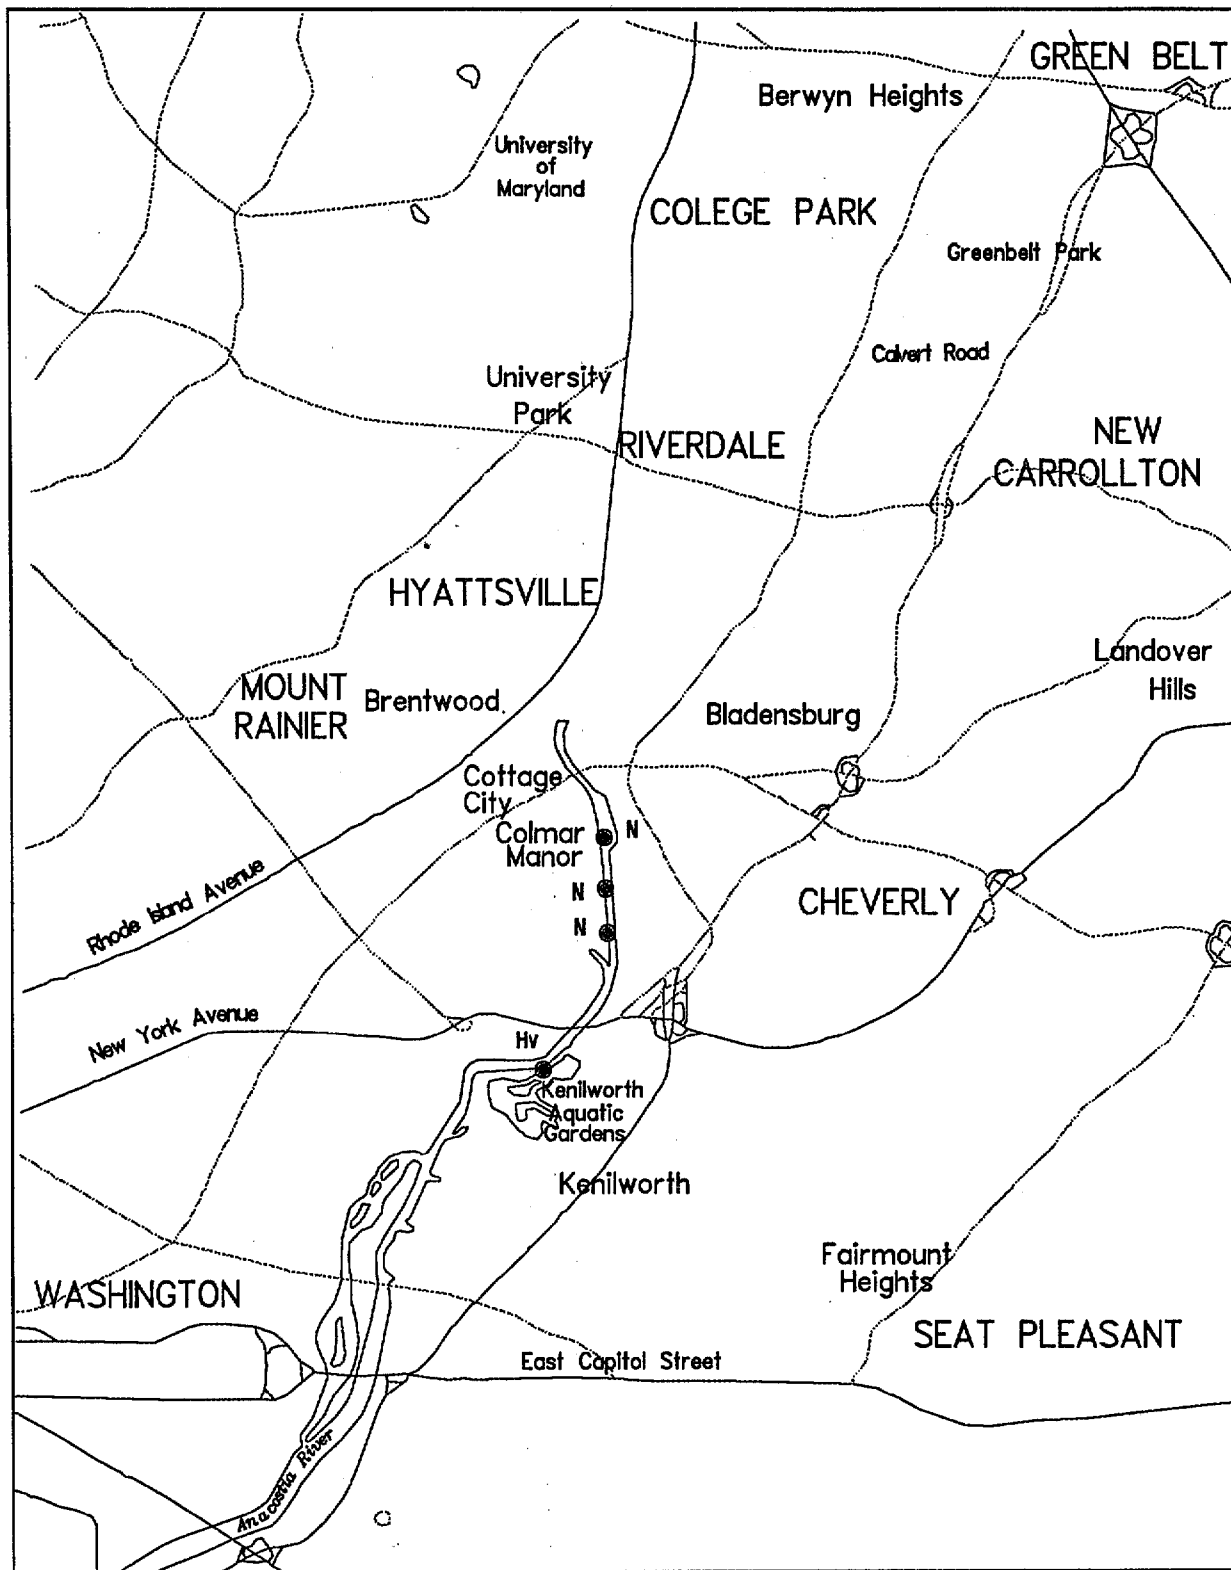 GREEN BELT
Berwyn Heights
University
of
Maryland
COLEGE PARK
Greenbelt Park
Calvert Road
University
Park
RIVERDALE
NEW
CARROLLTON
HYATTSVILLE
Landover
Hills
MOUNT
RAINIER
Brentwood
Bladensburg
Cottage
City
Colmar
Manor
N
N
N
CHEVERLY
Rhode Island Avenue
New York Avenue
Hv
Kenilworth
Aquatic
Gardens
Kenilworth
Fairmount
Heights
WASHINGTON
SEAT PLEASANT
East Capitol Street
Anacostia River